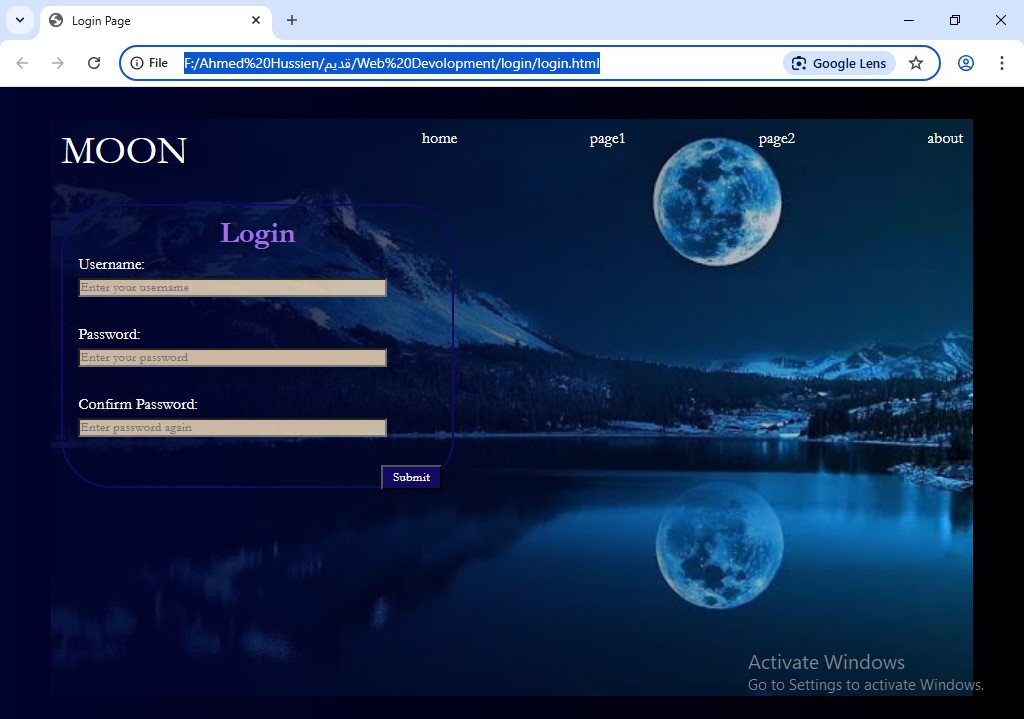 Login Page
File
F:/Ahmed%20Hussien/قديم/Web%20Devolopment/login/login.html
Google Lens
MOON
home
page1
page2
about
Login
Username:
Enter your username
Password:
Enter your password
Confirm Password:
Enter password again
Submit
Activate Windows
Go to Settings to activate Windows.